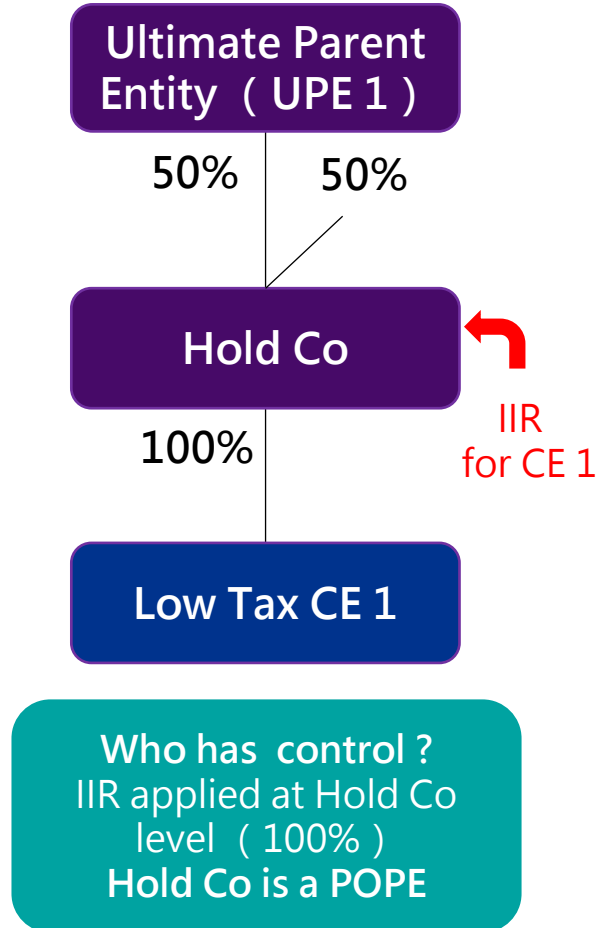 Ultimate Parent
Entity （UPE 1）
50%
50%
Hold Co
IIR
for CE 1
100%
Low Tax CE 1
Who has  control ?
IIR applied at Hold Co
level （100%）
Hold Co is a POPE